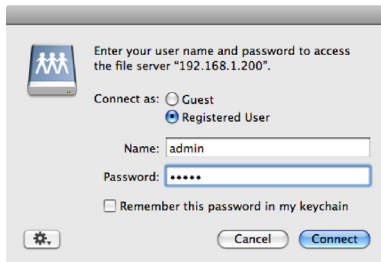 Enter your user name and password to access
the file server “192.168.1.200”.
Connect as: Guest
Registered User
Name: admin
Password: •••••
Remember this password in my keychain
Cancel Connect